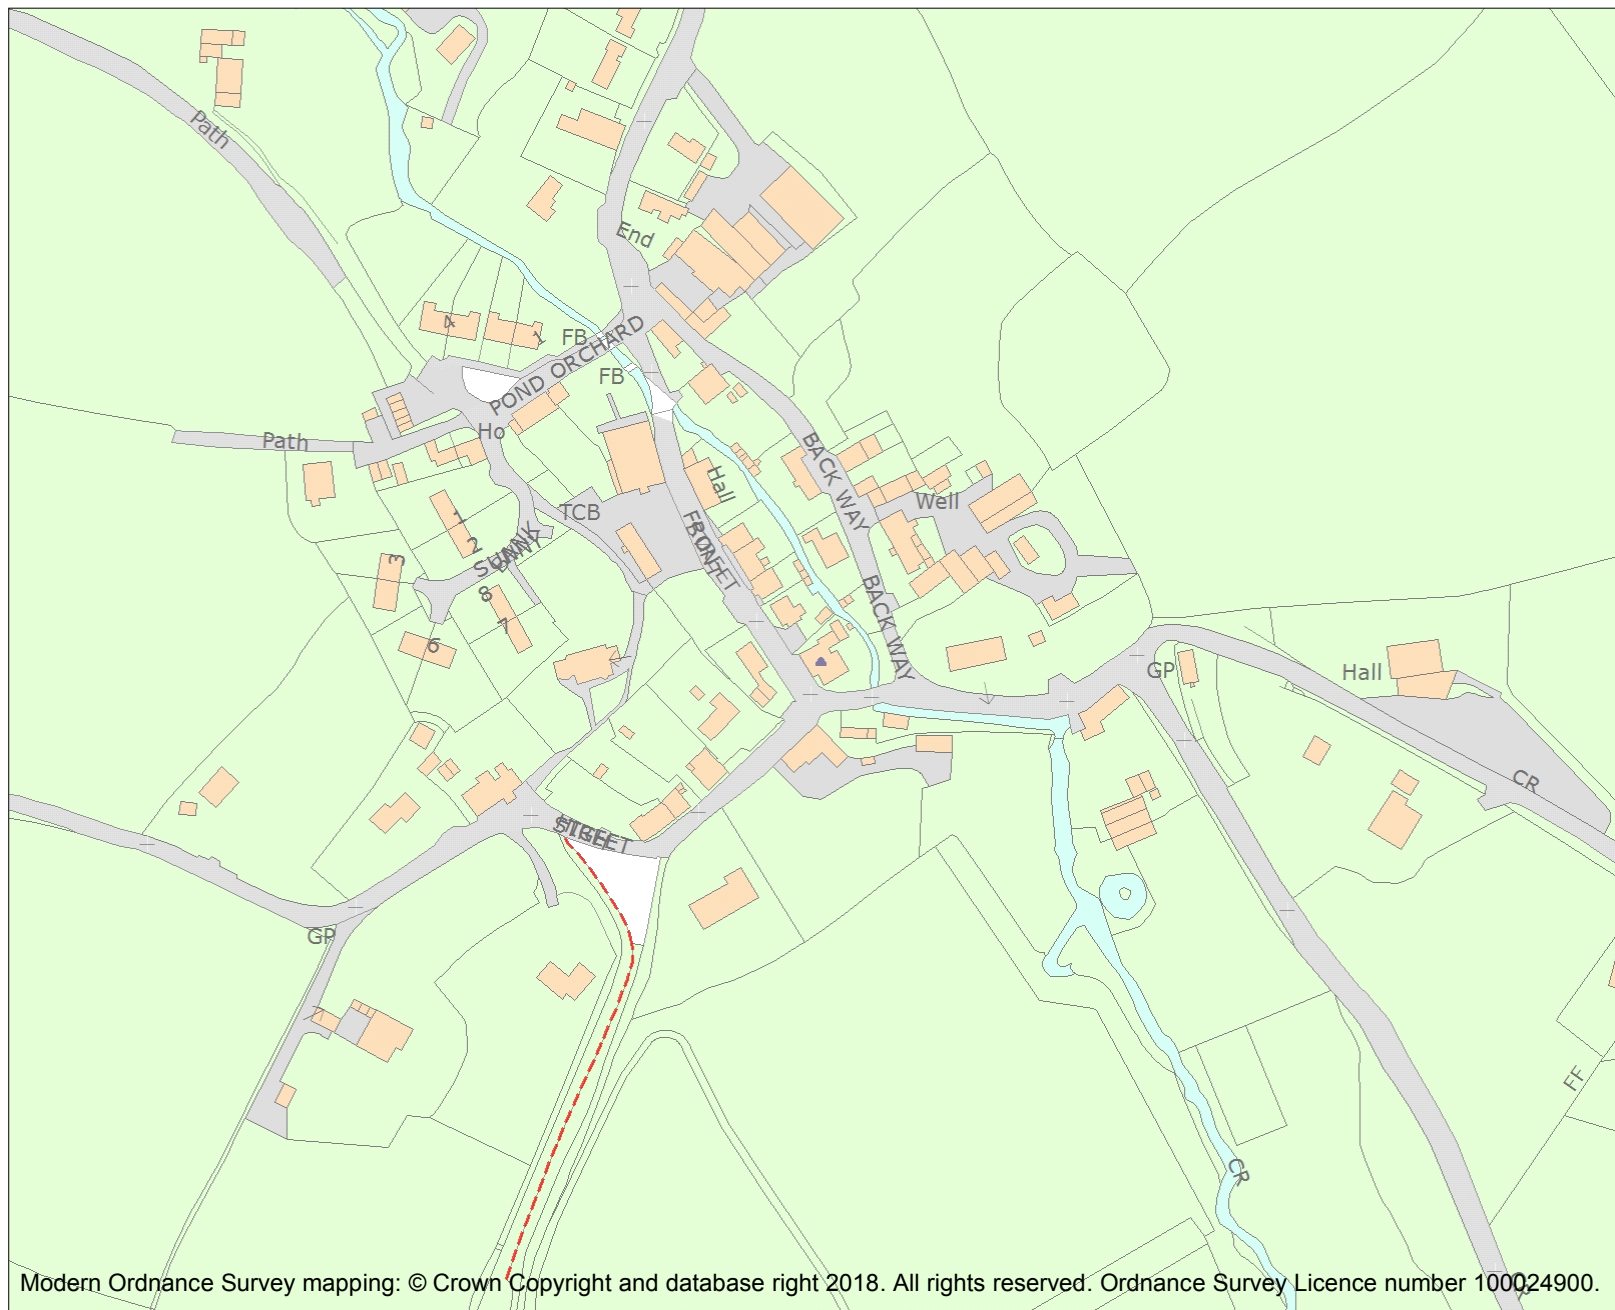 Path
End
4
1
FB
POND ORCHARD
FB
Path
Ho
BACK WAY
Hall
Well
TCB
1
2
3
SUNNY
BANK
FORE
STREET
8
7
BACK WAY
6
GP
Hall
CR
STREET
GP
FF
CR
Modern Ordnance Survey mapping: © Crown Copyright and database right 2018. All rights reserved. Ordnance Survey Licence number 100024900.